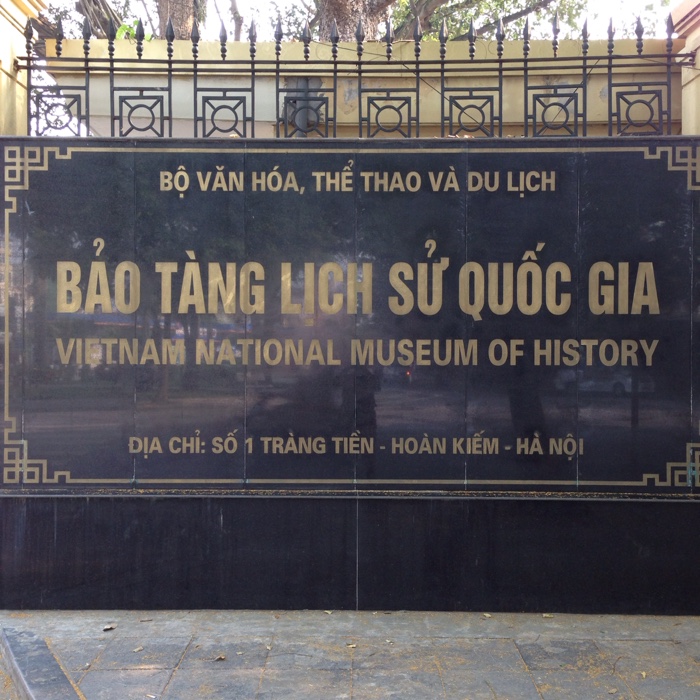 BỘ VĂN HÓA, THỂ THAO VÀ DU LỊCH
BẢO TÀNG LỊCH SỬ QUỐC GIA
VIETNAM NATIONAL MUSEUM OF HISTORY
ĐỊA CHỈ: SỐ 1 TRÀNG TIỀN - HOÀN KIẾM - HÀ NỘI